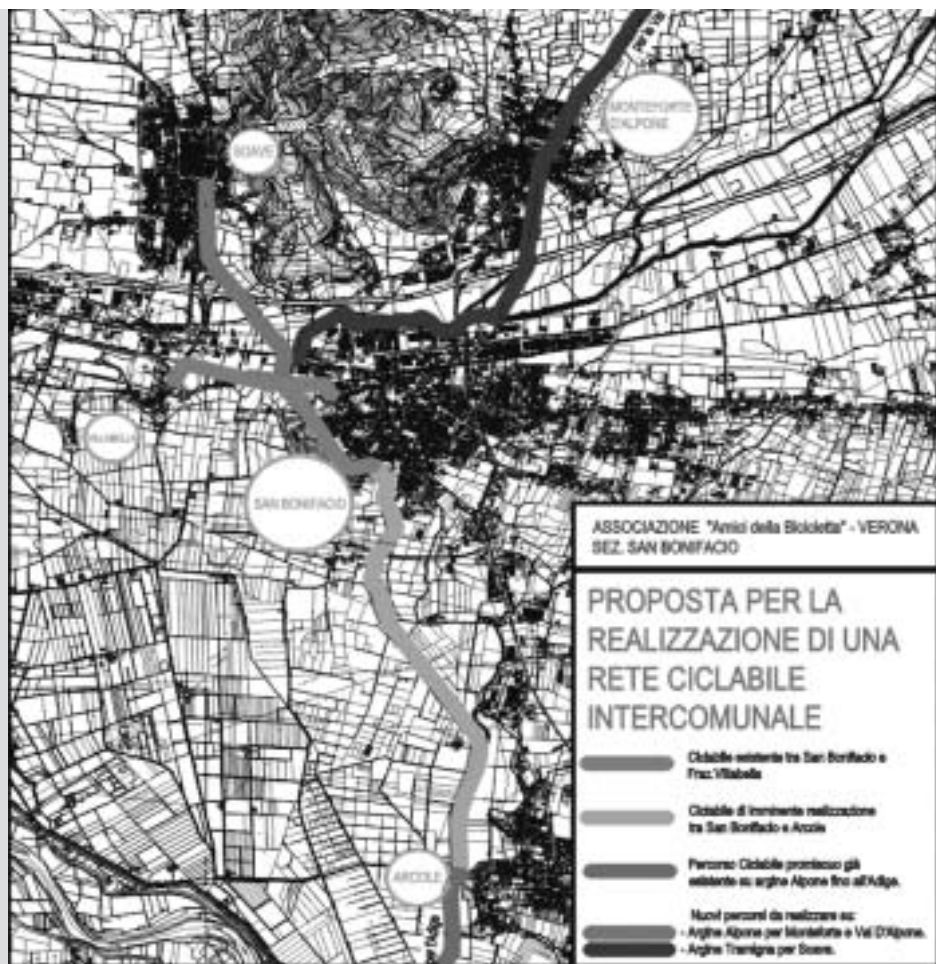 MONTEFORTE
D'ALPONE
SOAVE
VILLABELLA
SAN BONIFACIO
ARCOLE
ASSOCIAZIONE "Amici della Bicicletta" - VERONA
SEZ. SAN BONIFACIO
PROPOSTA PER LA
REALIZZAZIONE DI UNA
RETE CICLABILE
INTERCOMUNALE
Ciclabile esistente tra San Bonifacio e
Fraz. Villabella
Ciclabile di imminente realizzazione
tra San Bonifacio e Arcole
Percorso Ciclabile promiscuo già
esistente su argine Alpone fino all'Adige.
Nuovi percorsi da realizzare su:
- Argine Alpone per Monteforte e Val D'Alpone.
- Argine Tramigna per Soave.